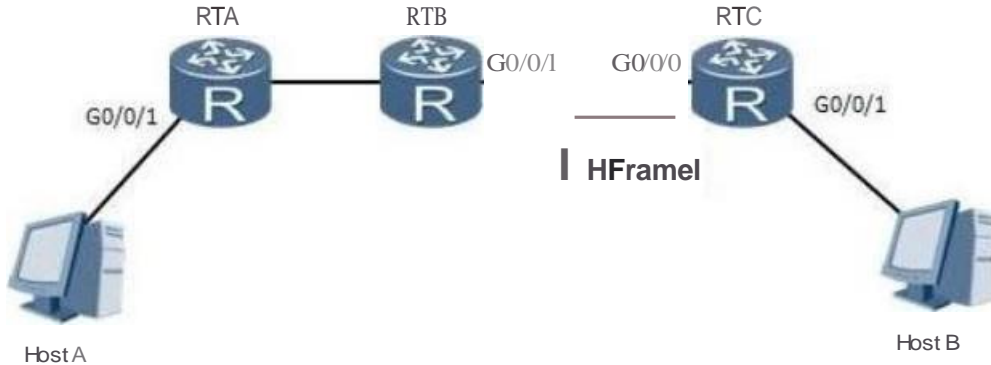 RTA
RTB
RTC
G0/0/1
G0/0/1
G0/0/0
G0/0/1
R
R
R
I HFramel
Host A
Host B